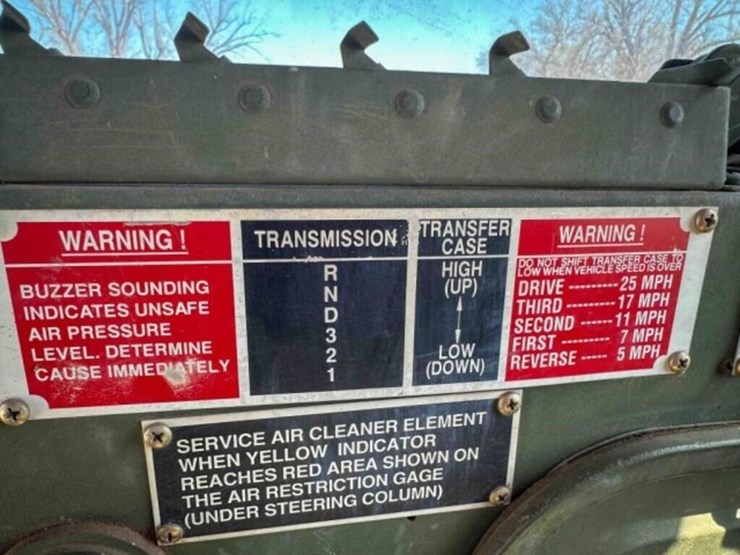 WARNING !
BUZZER SOUNDING
INDICATES UNSAFE
AIR PRESSURE
LEVEL. DETERMINE
CAUSE IMMEDIATELY
TRANSMISSION
R
N
D
3
2
1
TRANSFER
CASE
HIGH
(UP)
LOW
(DOWN)
WARNING !
DO NOT SHIFT TRANSFER CASE TO
LOW WHEN VEHICLE SPEED IS OVER
DRIVE --------- 25 MPH
THIRD --------- 17 MPH
SECOND ------ 11 MPH
FIRST --------- 7 MPH
REVERSE ----- 5 MPH
SERVICE AIR CLEANER ELEMENT
WHEN YELLOW INDICATOR
REACHES RED AREA SHOWN ON
THE AIR RESTRICTION GAGE
(UNDER STEERING COLUMN)